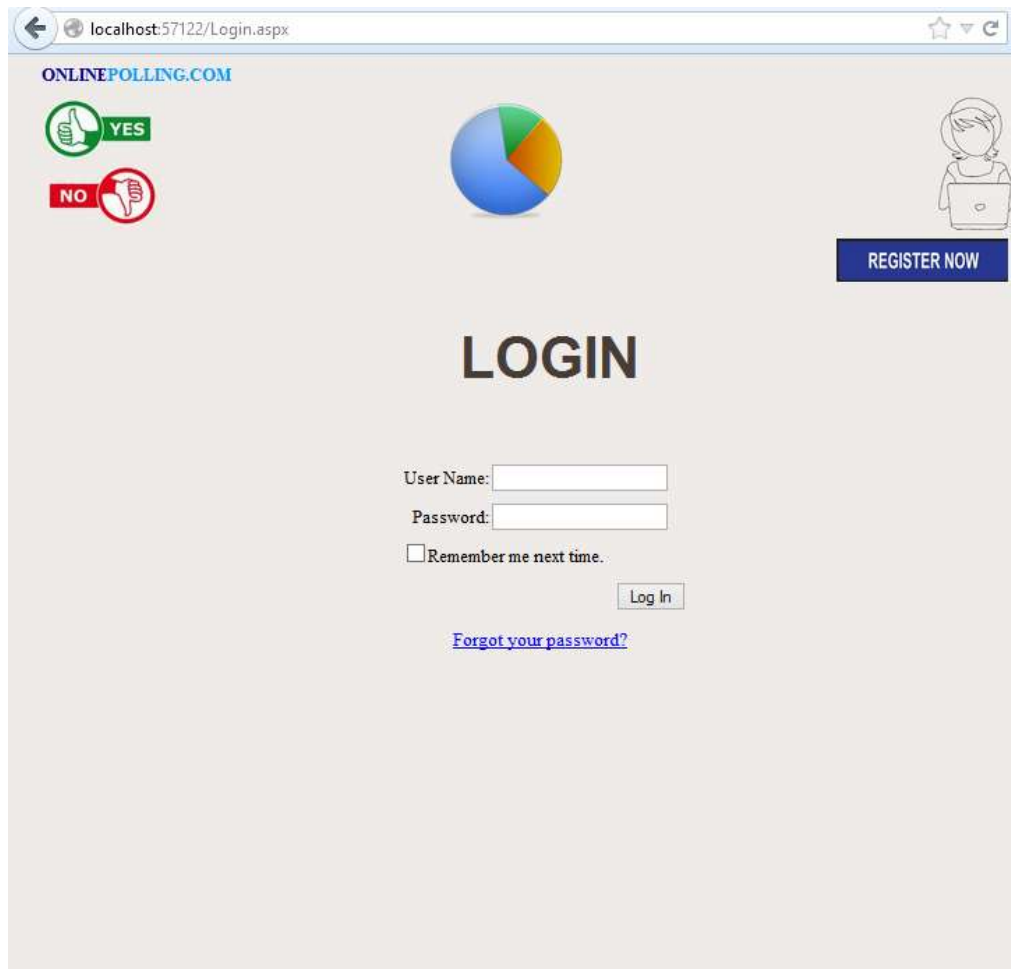 localhost:57122/Login.aspx
ONLINEPOLLING.COM
YES
NO
REGISTER NOW
LOGIN
User Name:
Password:
Remember me next time.
Log In
Forgot your password?